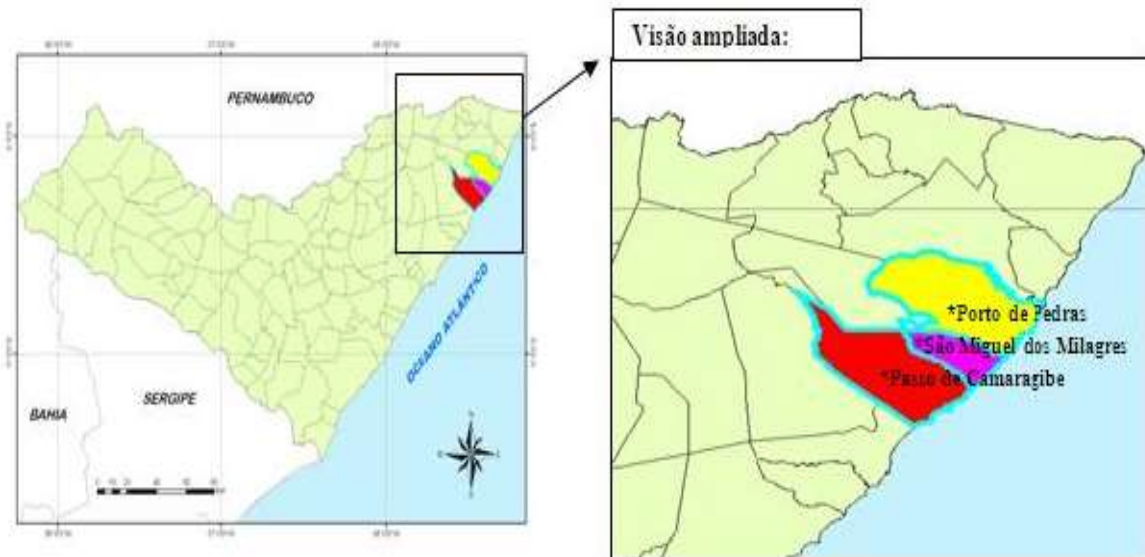 Visão ampliada:
PERNAMBUCO
OCEANO ATLÂNTICO
SERGIPE
BAHIA
*Porto de Pedras
*São Miguel dos Milagres
*Passo de Camaragibe